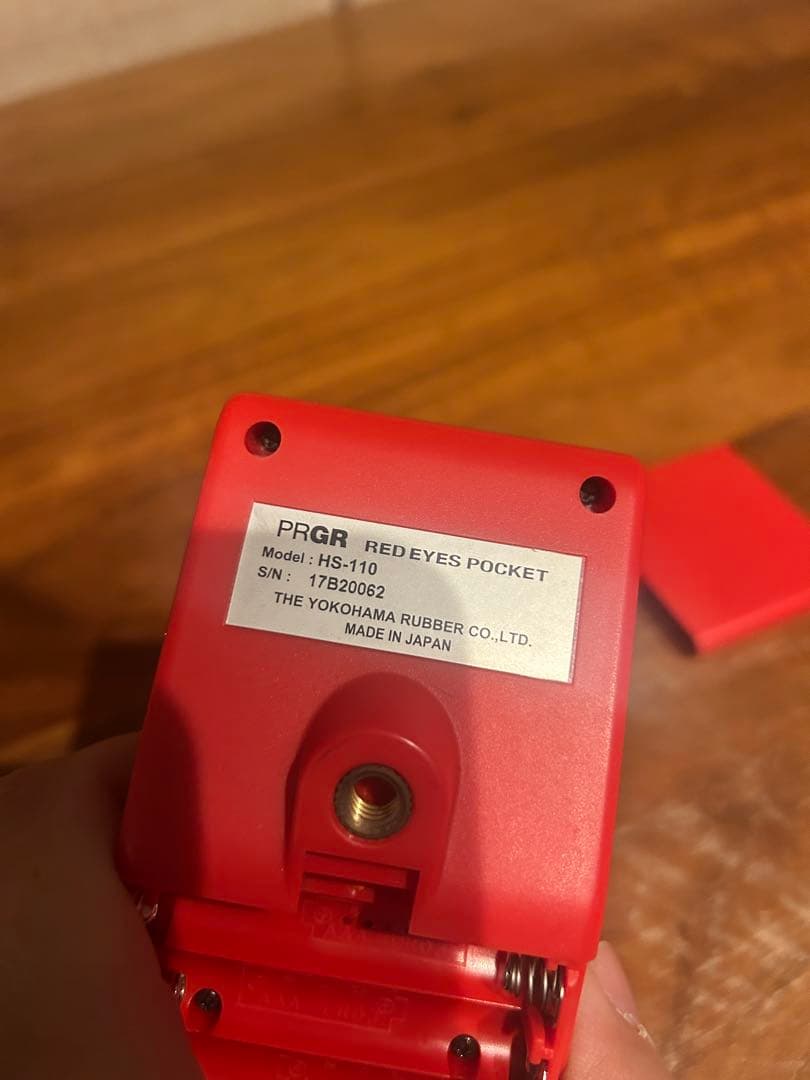 PRGR RED EYES POCKET
Model : HS-110
S/N : 17B20062
THE YOKOHAMA RUBBER CO.,LTD.
MADE IN JAPAN